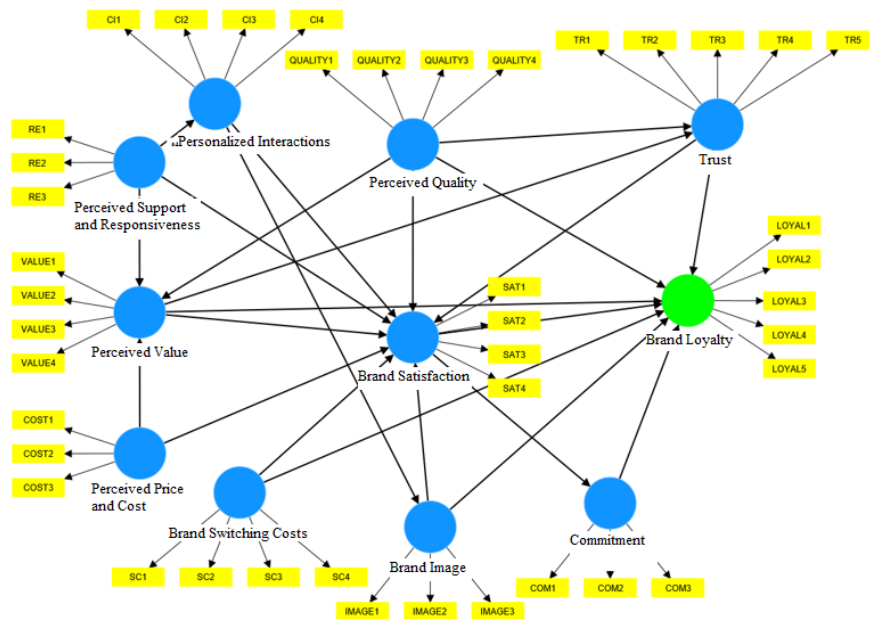 CI1
CI2
CI3
CI4
QUALITY1
QUALITY2
QUALITY3
QUALITY4
TR1
TR2
TR3
TR4
TR5
Personalized Interactions
RE1
RE2
RE3
Perceived Support
and Responsiveness
Perceived Quality
Trust
VALUE1
VALUE2
VALUE3
VALUE4
Perceived Value
SAT1
SAT2
SAT3
SAT4
Brand Satisfaction
LOYAL1
LOYAL2
LOYAL3
LOYAL4
LOYAL5
Brand Loyalty
COST1
COST2
COST3
Perceived Price
and Cost
Brand Switching Costs
SC1
SC2
SC3
SC4
Brand Image
IMAGE1
IMAGE2
IMAGE3
Commitment
COM1
COM2
COM3